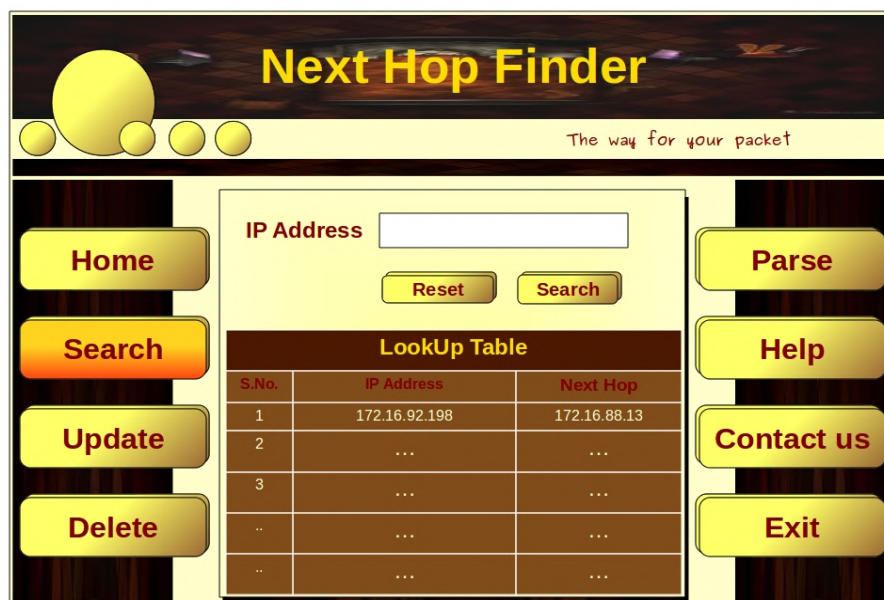 Next Hop Finder
The way for your packet
Home
Search
Update
Delete
IP Address
Reset Search
LookUp Table
S.No. IP Address Next Hop
1 172.16.92.198 172.16.88.13
2 ... ...
3 ... ...
.. ... ...
.. ... ...
Parse
Help
Contact us
Exit